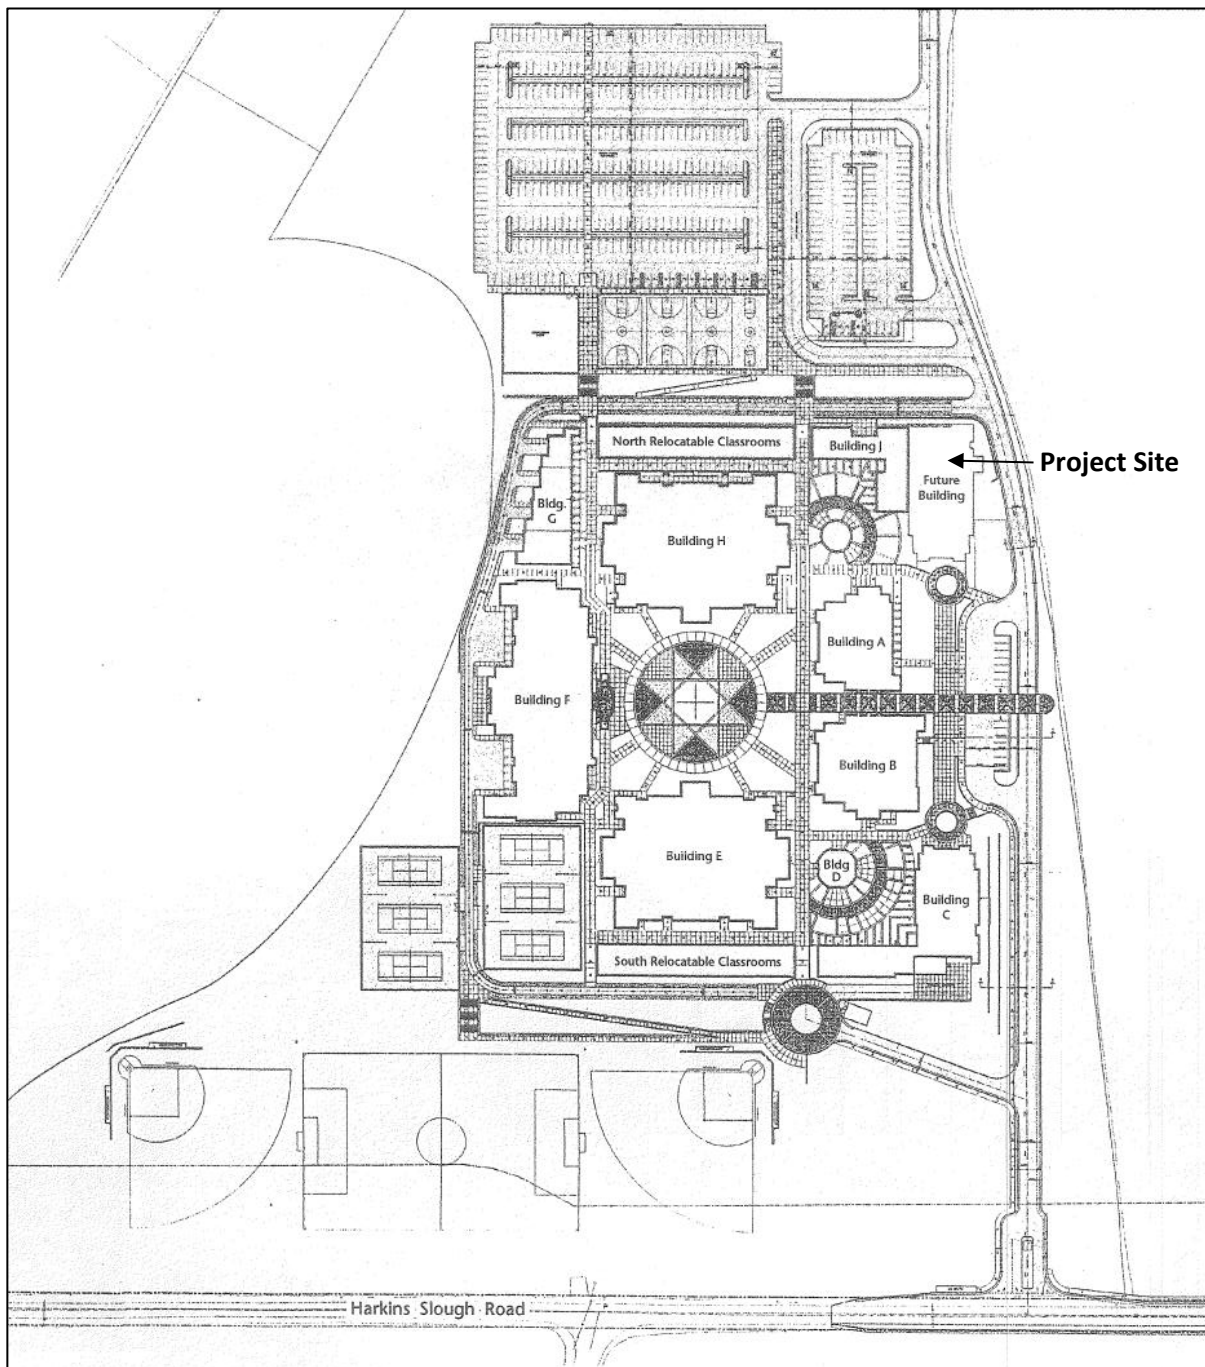 North Relocatable Classrooms
Building J
Project Site
Future
Building
Bldg.
G
Building H
Building A
Building F
Building B
Building E
Bldg
D
Building
C
South Relocatable Classrooms
Harkins Slough Road